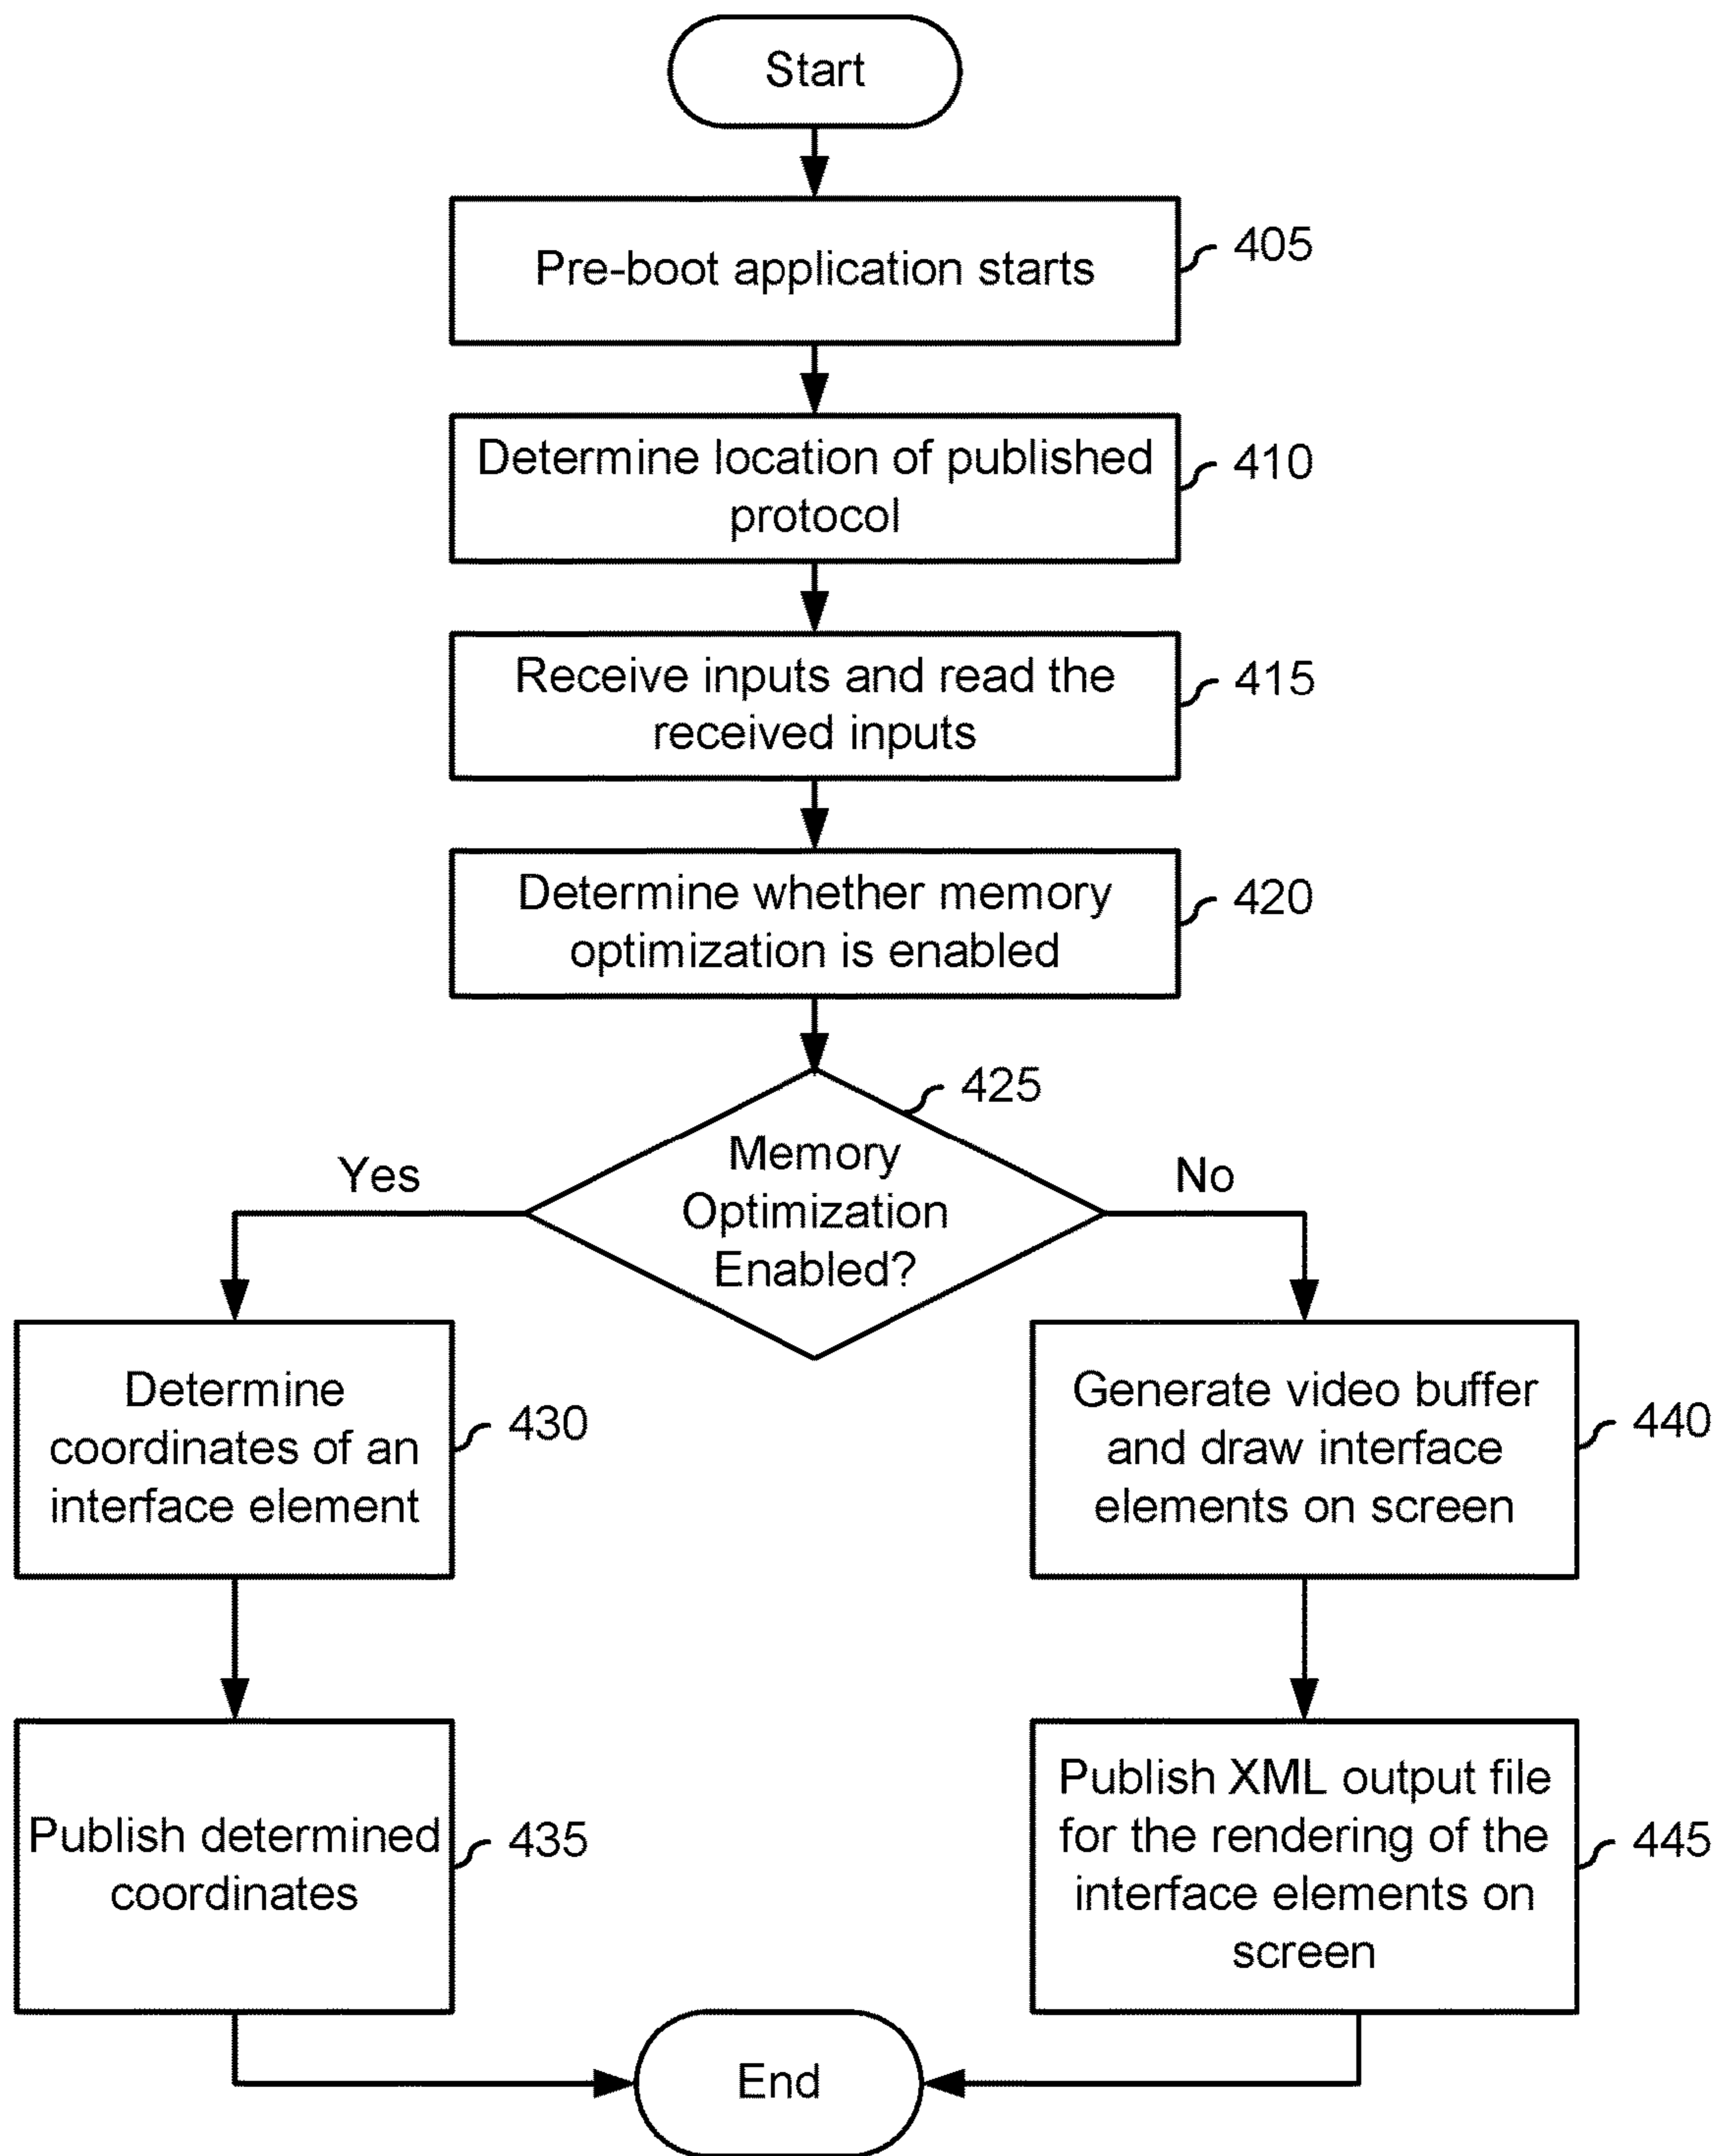 Start
Pre-boot application starts
405
Determine location of published
protocol
410
Receive inputs and read the
received inputs
415
Determine whether memory
optimization is enabled
420
425
Memory
Optimization
Enabled?
Yes
No
Determine
coordinates of an
interface element
430
Generate video buffer
and draw interface
elements on screen
440
Publish determined
coordinates
435
Publish XML output file
for the rendering of the
interface elements on
screen
445
End